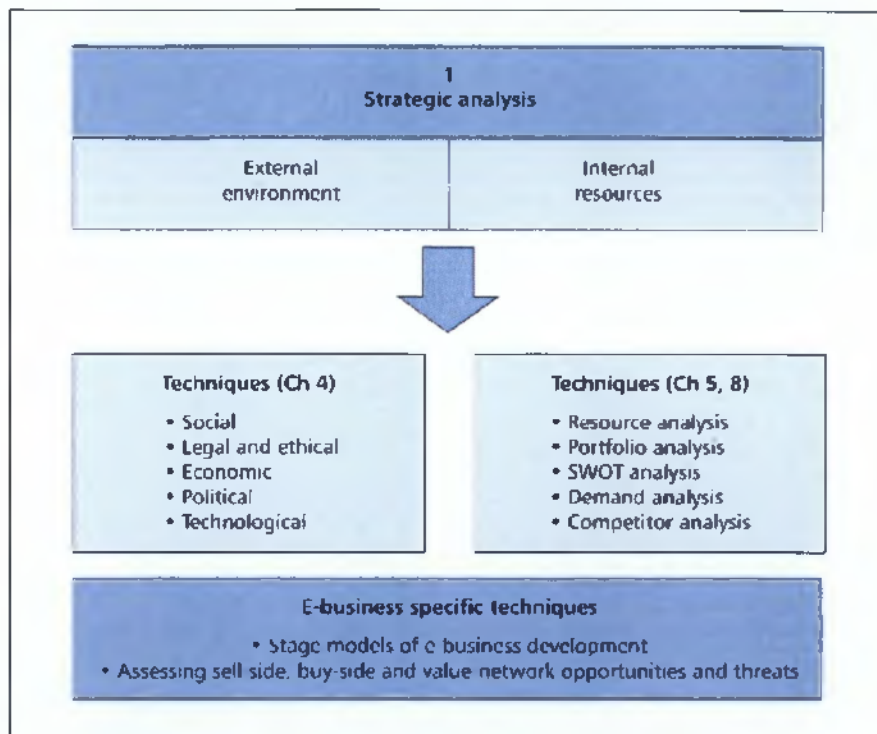 1
Strategic analysis
External
environment
Internal
resources
Techniques (Ch 4)
• Social
• Legal and ethical
• Economic
• Political
• Technological
Techniques (Ch 5, 8)
• Resource analysis
• Portfolio analysis
• SWOT analysis
• Demand analysis
• Competitor analysis
E-business specific techniques
• Stage models of e business development
• Assessing sell side, buy-side and value network opportunities and threats